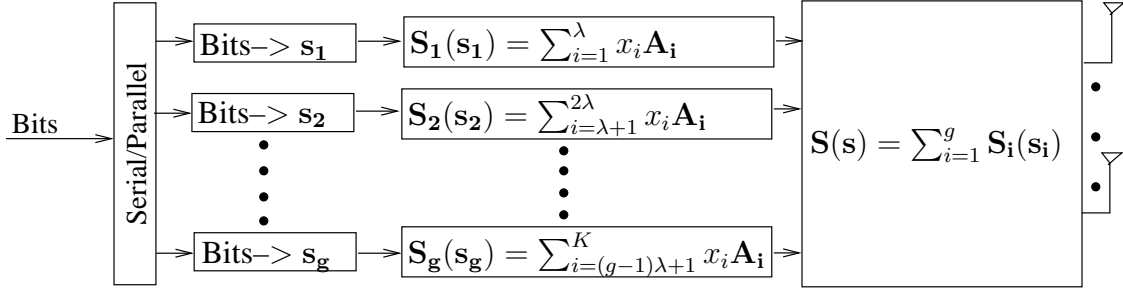 Bits
Serial/Parallel
Bits–> s₁
S₁(s₁) = ∑_{i=1}^{λ} x_i A_i
Bits–> s₂
S₂(s₂) = ∑_{i=λ+1}^{2λ} x_i A_i
S(s) = ∑_{i=1}^{g} S_i(s_i)
Bits–> s_g
S_g(s_g) = ∑_{i=(g−1)λ+1}^{K} x_i A_i